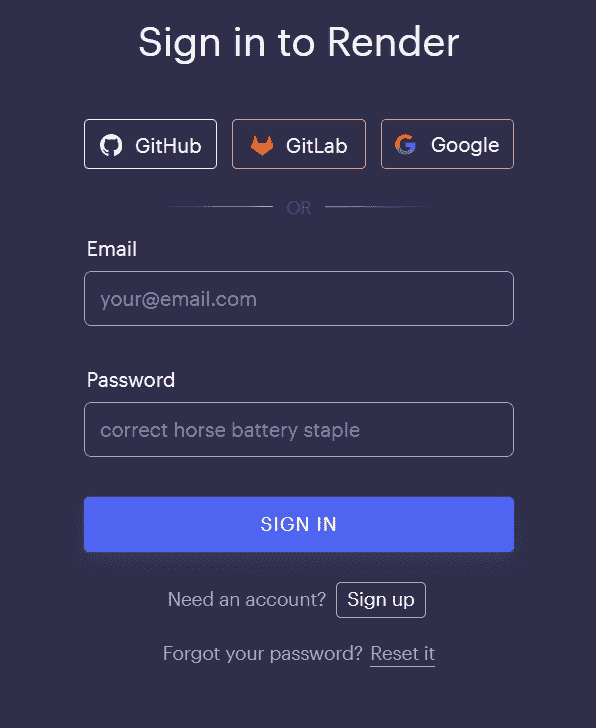 Sign in to Render
GitHub GitLab Google
OR
Email
your@email.com
Password
correct horse battery staple
SIGN IN
Need an account? Sign up
Forgot your password? Reset it